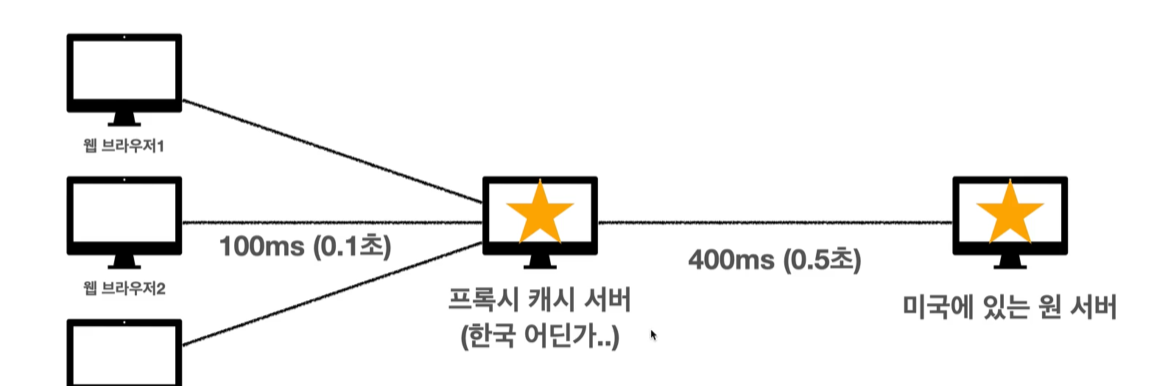 웹 브라우저1
100ms (0.1초)
웹 브라우저2
400ms (0.5초)
프록시 캐시 서버
(한국 어딘가..)
미국에 있는 원 서버